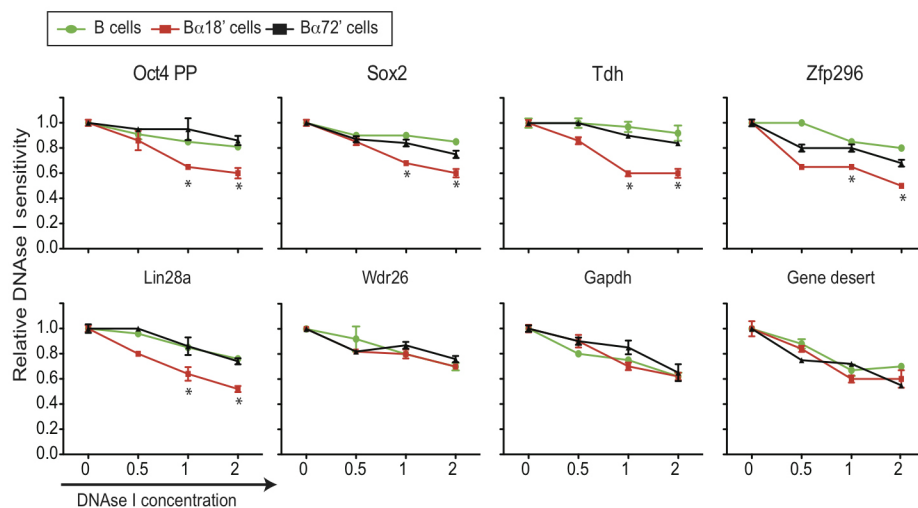 B cells Bα18' cells Bα72' cells
Oct4 PP Sox2 Tdh Zfp296
Relative DNAse I sensitivity
1.0
0.8
0.6
0.4
0.2
0.0
* * * * * * * *
Lin28a Wdr26 Gapdh Gene desert
1.0
0.8
0.6
0.4
0.2
0.0
* *
0 0.5 1 2 0 0.5 1 2 0 0.5 1 2 0 0.5 1 2
DNAse I concentration